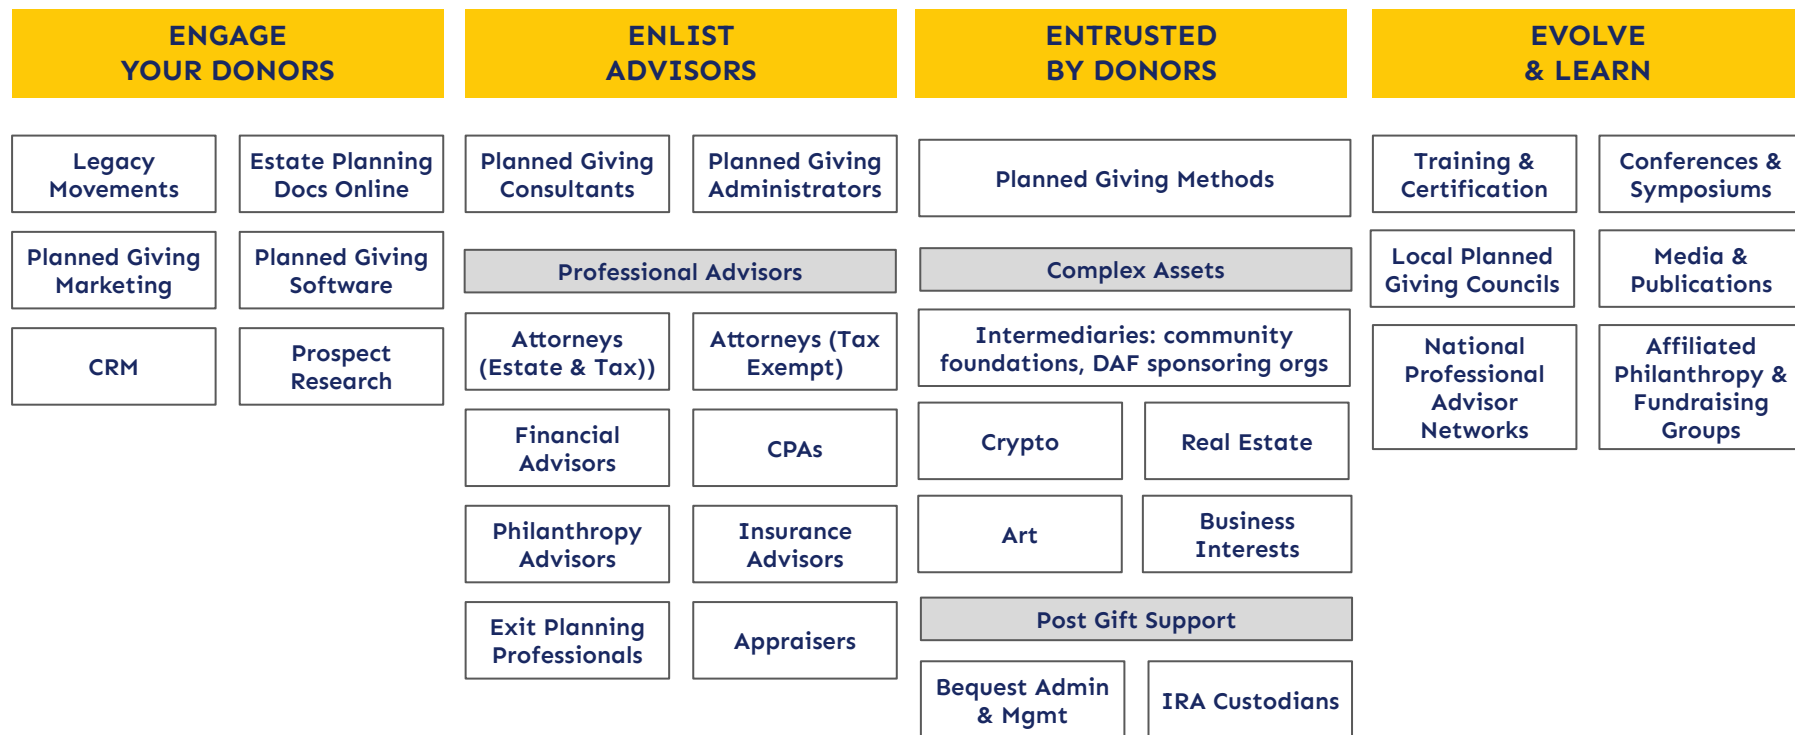 ENGAGE
YOUR DONORS
Legacy
Movements
Estate Planning
Docs Online
Planned Giving
Marketing
Planned Giving
Software
CRM
Prospect
Research
ENLIST
ADVISORS
Planned Giving
Consultants
Planned Giving
Administrators
Professional Advisors
Attorneys
(Estate & Tax))
Attorneys (Tax
Exempt)
Financial
Advisors
CPAs
Philanthropy
Advisors
Insurance
Advisors
Exit Planning
Professionals
Appraisers
ENTRUSTED
BY DONORS
Planned Giving Methods
Complex Assets
Intermediaries: community
foundations, DAF sponsoring orgs
Crypto
Real Estate
Art
Business
Interests
Post Gift Support
Bequest Admin
& Mgmt
IRA Custodians
EVOLVE
& LEARN
Training &
Certification
Conferences &
Symposiums
Local Planned
Giving Councils
Media &
Publications
National
Professional
Advisor
Networks
Affiliated
Philanthropy &
Fundraising
Groups